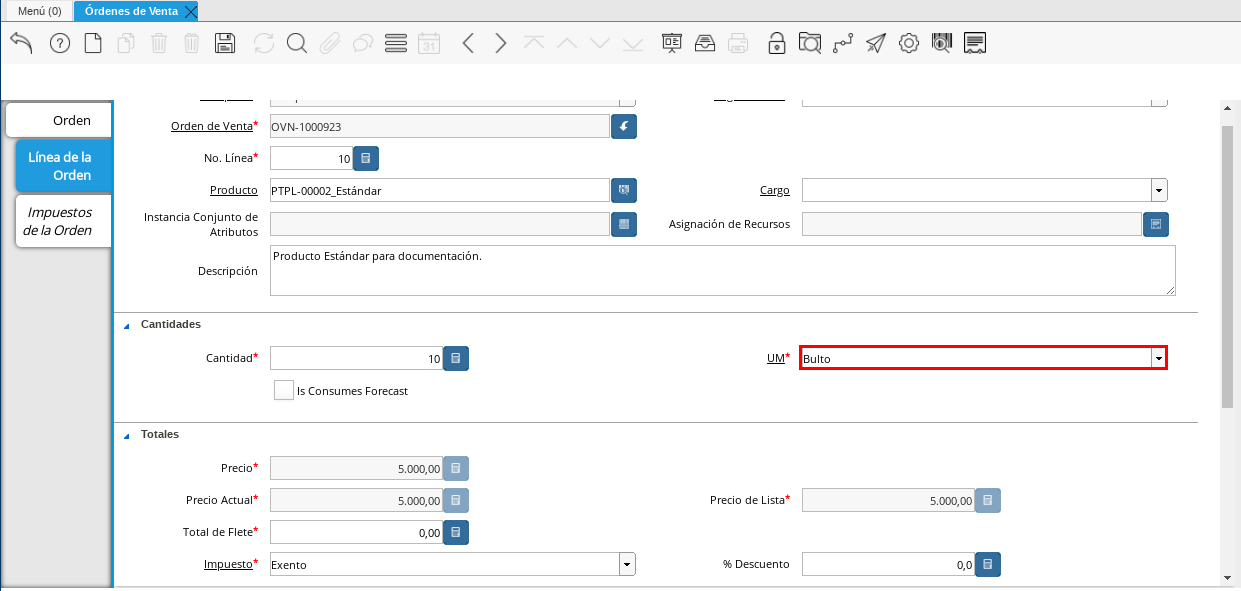 Menú (0)
Órdenes de Venta
31
Orden
Línea de la
Orden
Impuestos
de la Orden
Orden de Venta*
OVN-1000923
No. Línea*
10
Producto
PTPL-00002_Estándar
Cargo
Instancia Conjunto de
Atributos
Asignación de Recursos
Descripción
Producto Estándar para documentación.
Cantidades
Cantidad*
10
UM*
Bulto
Is Consumes Forecast
Totales
Precio*
5.000,00
Precio Actual*
5.000,00
Precio de Lista*
5.000,00
Total de Flete*
0,00
Impuesto*
Exento
% Descuento
0,0